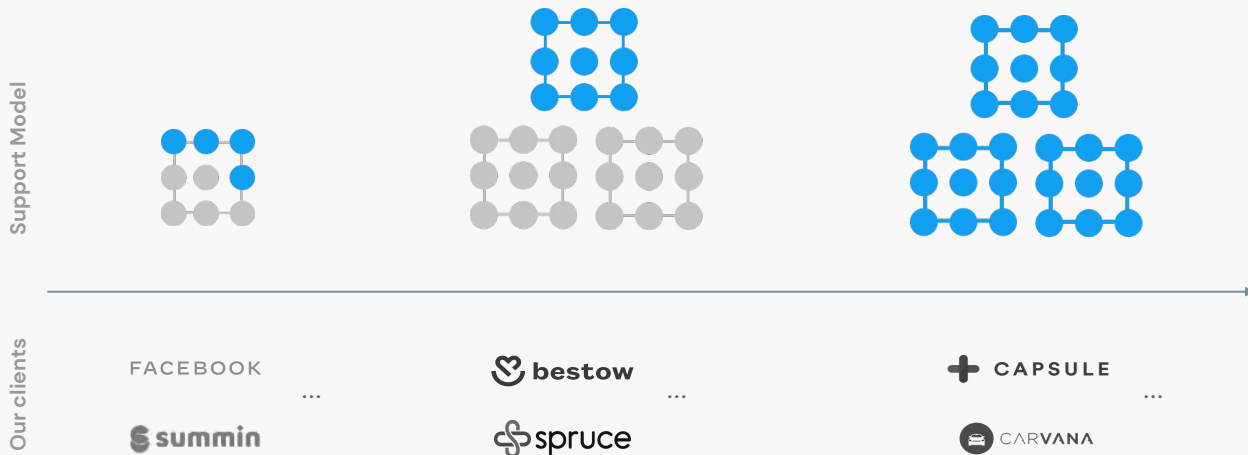 Support Model
Our clients
FACEBOOK
...
summin
bestow
...
spruce
CAPSULE
...
CARVANA